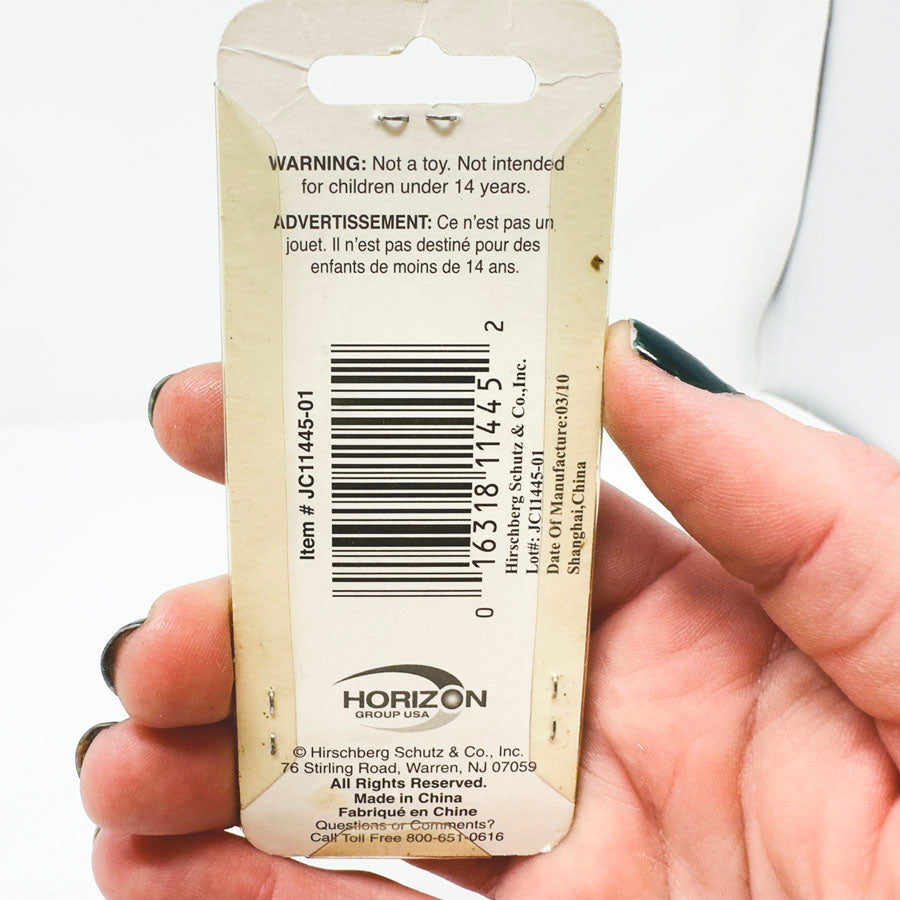 WARNING: Not a toy. Not intended
for children under 14 years.
ADVERTISSEMENT: Ce n'est pas un
jouet. Il n'est pas destiné pour des
enfants de moins de 14 ans.
Item # JC11445-01
0 16318 11445 2
Hirschberg Schutz & Co.,Inc.
Lot#: JC11445-01
Date Of Manufacture:03/10
Shanghai,China
HORIZON
GROUP USA
© Hirschberg Schutz & Co., Inc.
76 Stirling Road, Warren, NJ 07059
All Rights Reserved.
Made in China
Fabriqué en Chine
Questions or Comments?
Call Toll Free 800-651-0616